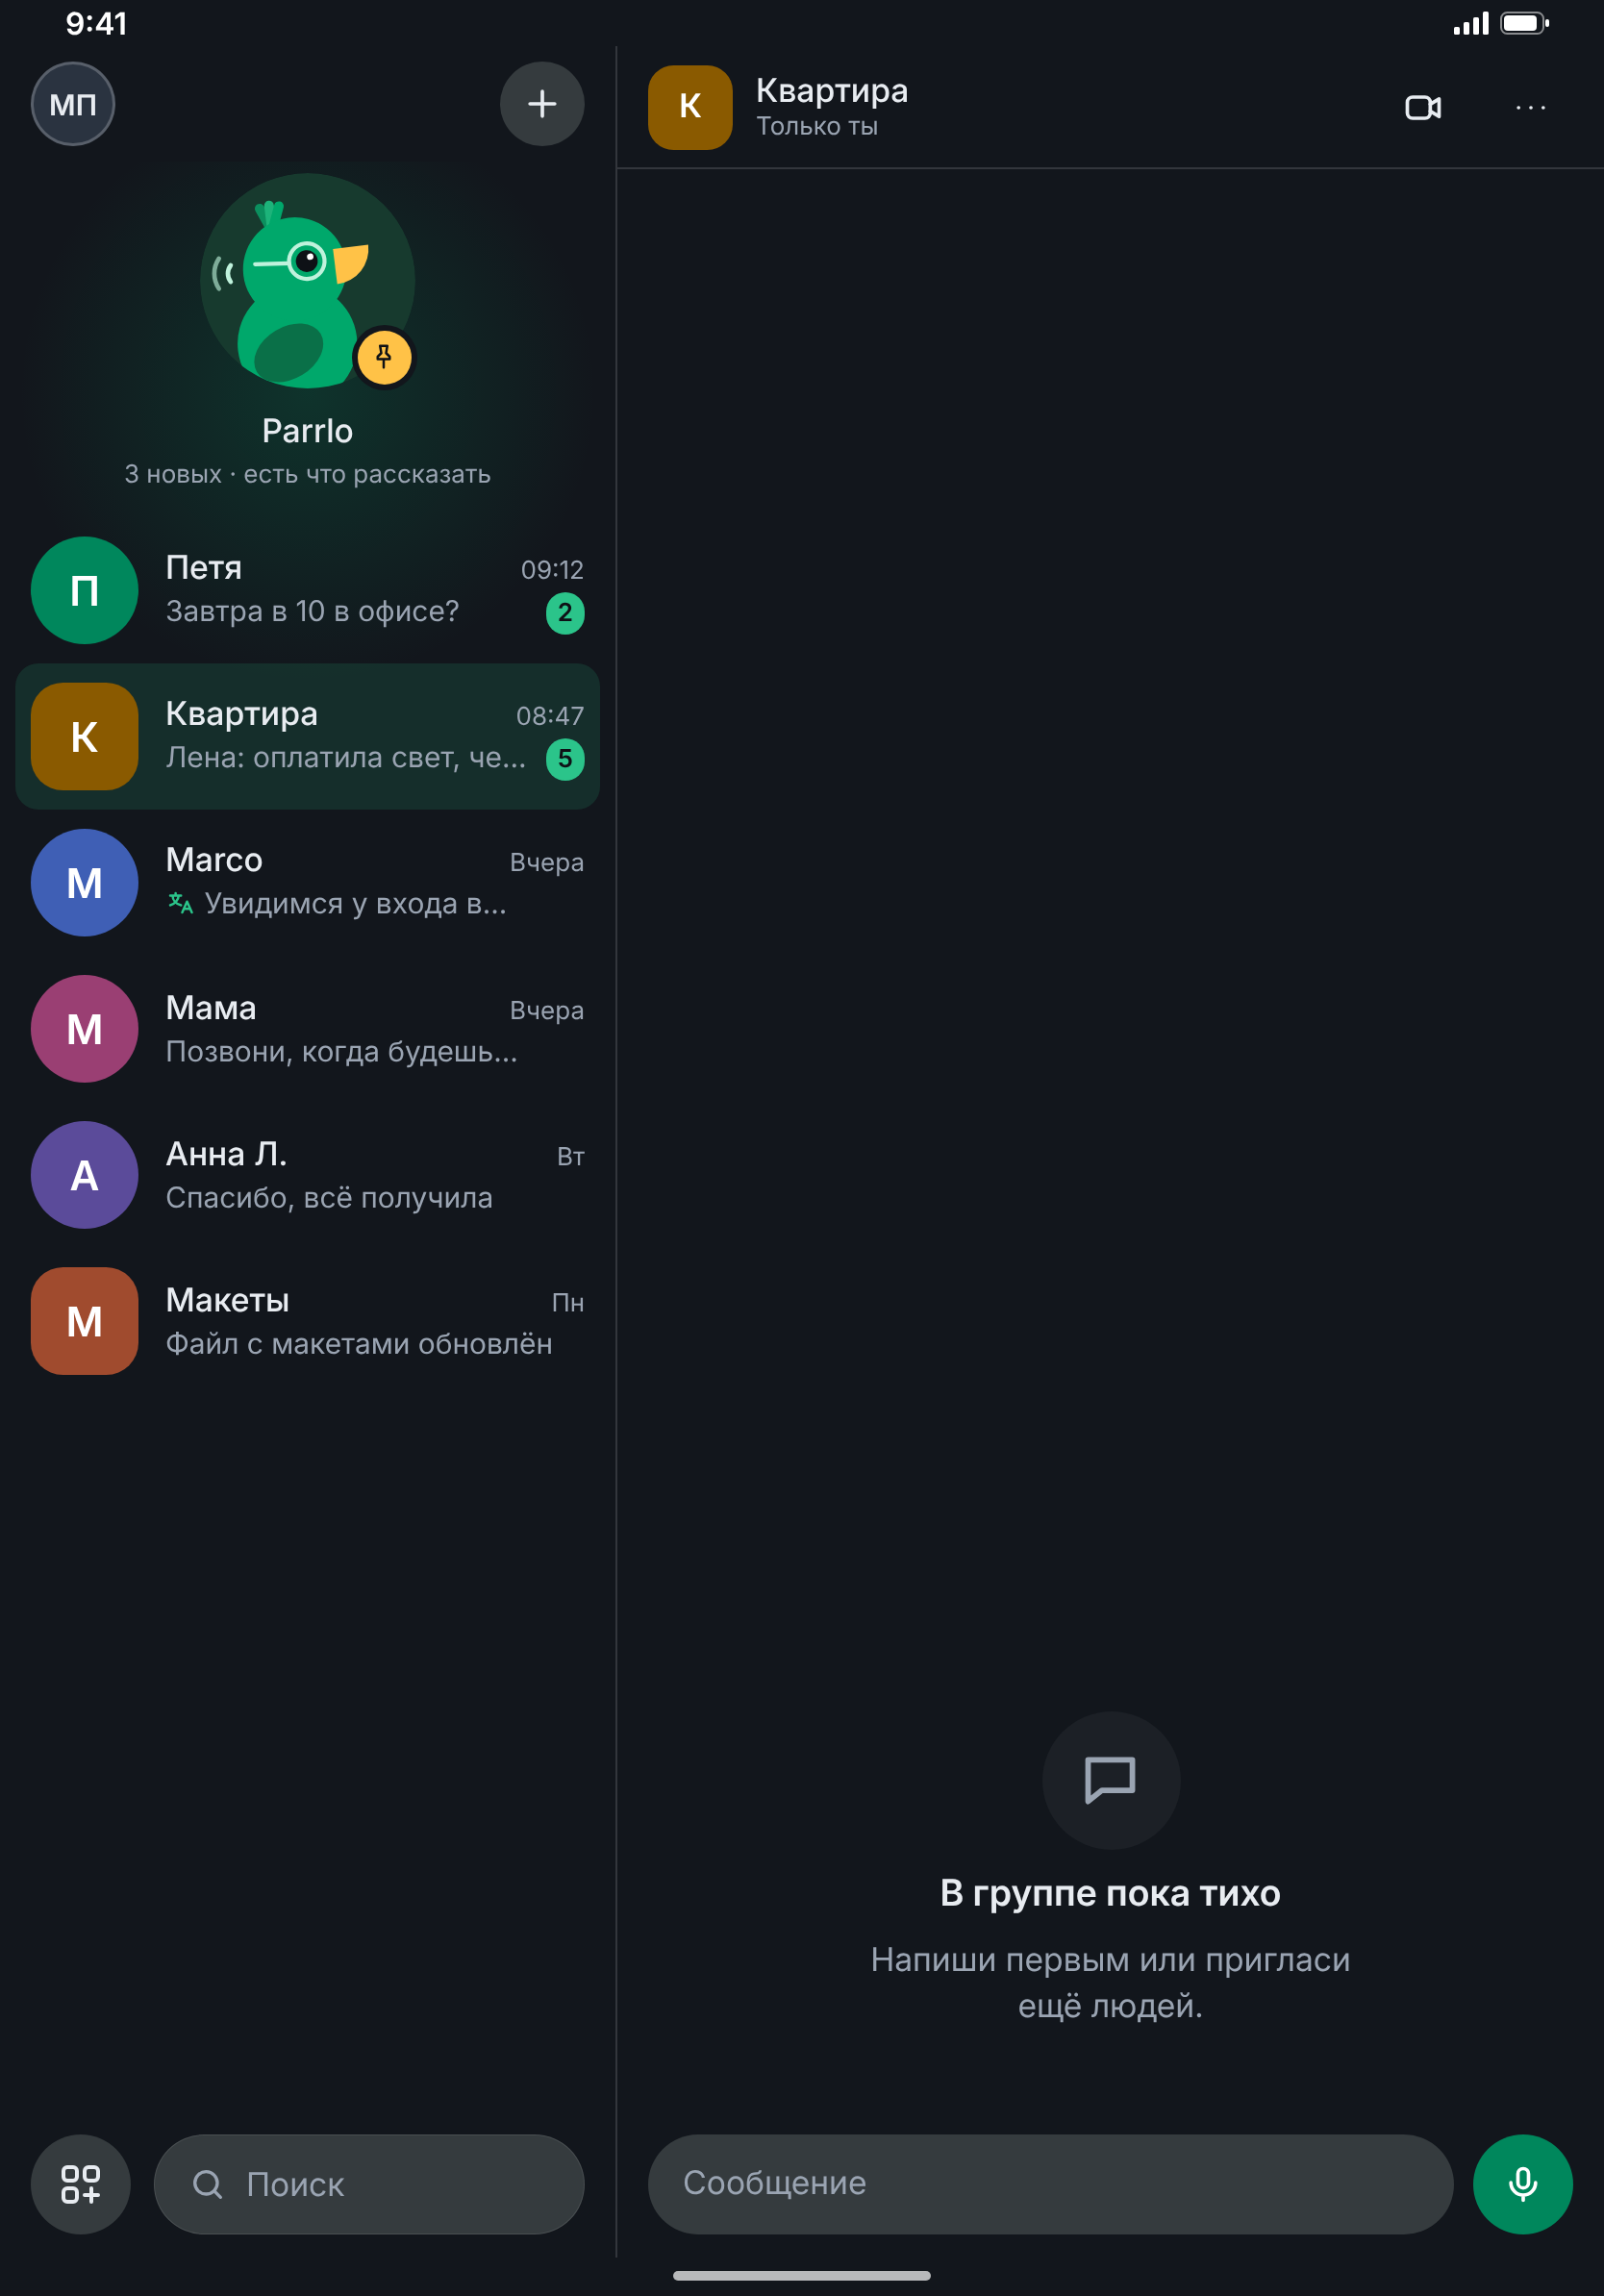 9:41
МП
Parrlo
3 новых · есть что рассказать
П
Петя
09:12
Завтра в 10 в офисе?
2
К
Квартира
08:47
Лена: оплатила свет, че...
5
M
Marco
Вчера
Увидимся у входа в...
М
Мама
Вчера
Позвони, когда будешь...
А
Анна Л.
Вт
Спасибо, всё получила
М
Макеты
Пн
Файл с макетами обновлён
Поиск
К
Квартира
Только ты
В группе пока тихо
Напиши первым или пригласи
ещё людей.
Сообщение